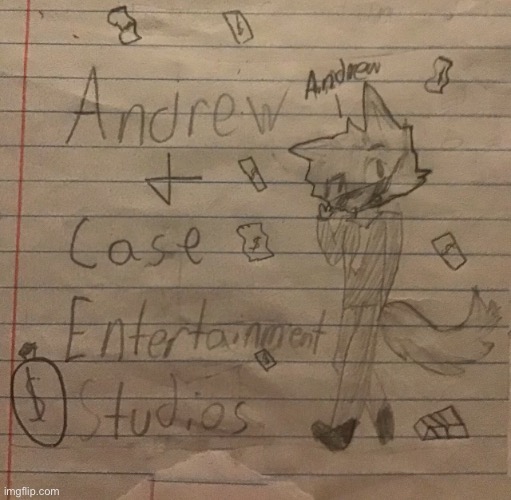 Andrew
Andrew
+
Case
Entertainment
$ Studios
imgflip.com